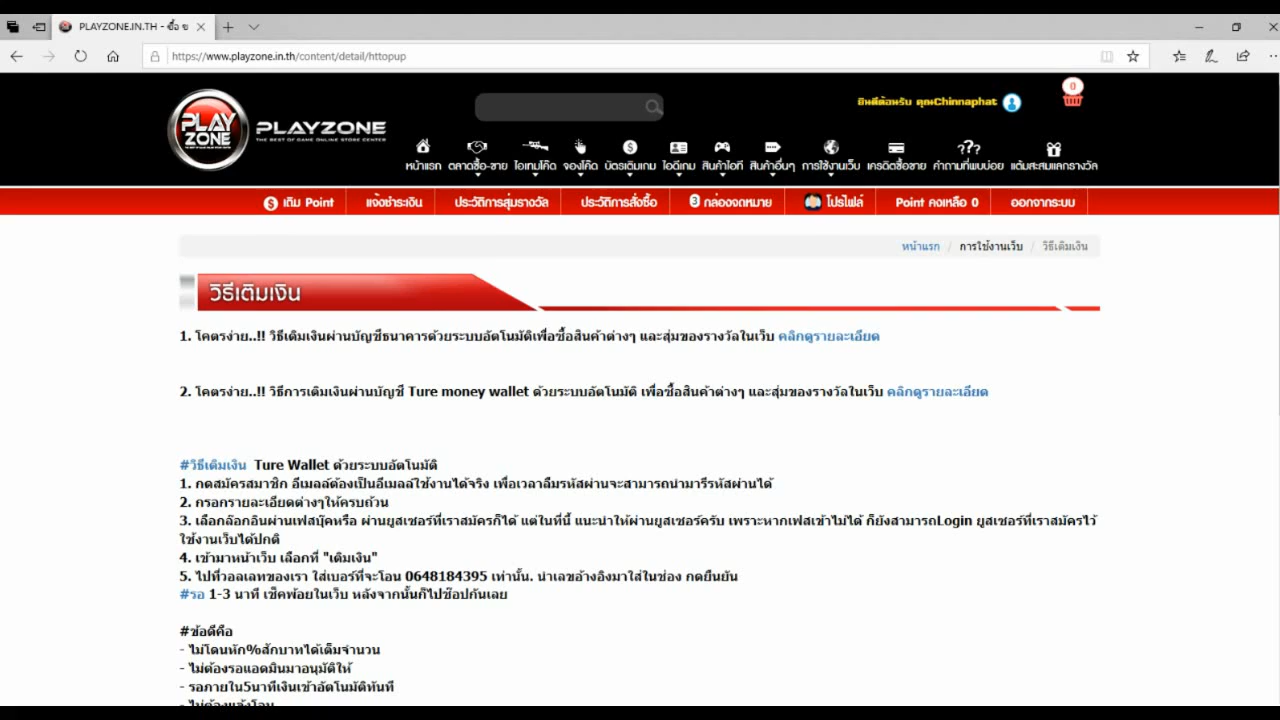 PLAYZONE.IN.TH - ซื้อ ข
https://www.playzone.in.th/content/detail/httopup
PLAY ZONE
PLAYZONE
THE BEST OF GAME ONLINE STORE CENTER
ยินดีต้อนรับ คุณChinnaphat
0
หน้าแรก ตลาดซื้อ-ขาย ไอเทมโค๊ด จองโค๊ด บัตรเติมเกม ไอดีเกม สินค้าไอที สินค้าอื่นๆ การใช้งานเว็บ เครดิตซื้อขาย คำถามที่พบบ่อย แต้มสะสมแลกรางวัล
เติม Point แจ้งชำระเงิน ประวัติการสุ่มรางวัล ประวัติการสั่งซื้อ 3 กล่องจดหมาย โปรไฟล์ Point คงเหลือ 0 ออกจากระบบ
หน้าแรก / การใช้งานเว็บ / วิธีเติมเงิน
วิธีเติมเงิน
1. โคตรง่าย..!! วิธีเติมเงินผ่านบัญชีธนาคารด้วยระบบอัตโนมัติเพื่อซื้อสินค้าต่างๆ และสุ่มของรางวัลในเว็บ คลิกดูรายละเอียด
2. โคตรง่าย..!! วิธีการเติมเงินผ่านบัญชี Ture money wallet ด้วยระบบอัตโนมัติ เพื่อซื้อสินค้าต่างๆ และสุ่มของรางวัลในเว็บ คลิกดูรายละเอียด
#วิธีเติมเงิน Ture Wallet ด้วยระบบอัตโนมัติ
1. กดสมัครสมาชิก อีเมลล์ต้องเป็นอีเมลล์ใช้งานได้จริง เพื่อเวลาลืมรหัสผ่านจะสามารถนำมารีรหัสผ่านได้
2. กรอกรายละเอียดต่างๆให้ครบถ้วน
3. เลือกล๊อกอินผ่านเฟสบุ๊คหรือ ผ่านยูสเซอร์ที่เราสมัครก็ได้ แต่ในที่นี้ แนะนำให้ผ่านยูสเซอร์ครับ เพราะหากเฟสเข้าไม่ได้ ก็ยังสามารถLogin ยูสเซอร์ที่เราสมัครไว้
ใช้งานเว็บได้ปกติ
4. เข้ามาหน้าเว็บ เลือกที่ "เติมเงิน"
5. ไปที่วอลเลทของเรา ใส่เบอร์ที่จะโอน 0648184395 เท่านั้น. นำเลขอ้างอิงมาใส่ในช่อง กดยืนยัน
#รอ 1-3 นาที เช็คพ้อยในเว็บ หลังจากนั้นก็ไปช๊อปกันเลย
#ข้อดีคือ
- ไม่โดนหัก%สักบาทได้เต็มจำนวน
- ไม่ต้องรอแอดมินมาอนุมัติให้
- รอภายใน5นาทีเงินเข้าอัตโนมัติทันที
- ไม่ต้องแจ้งโอน